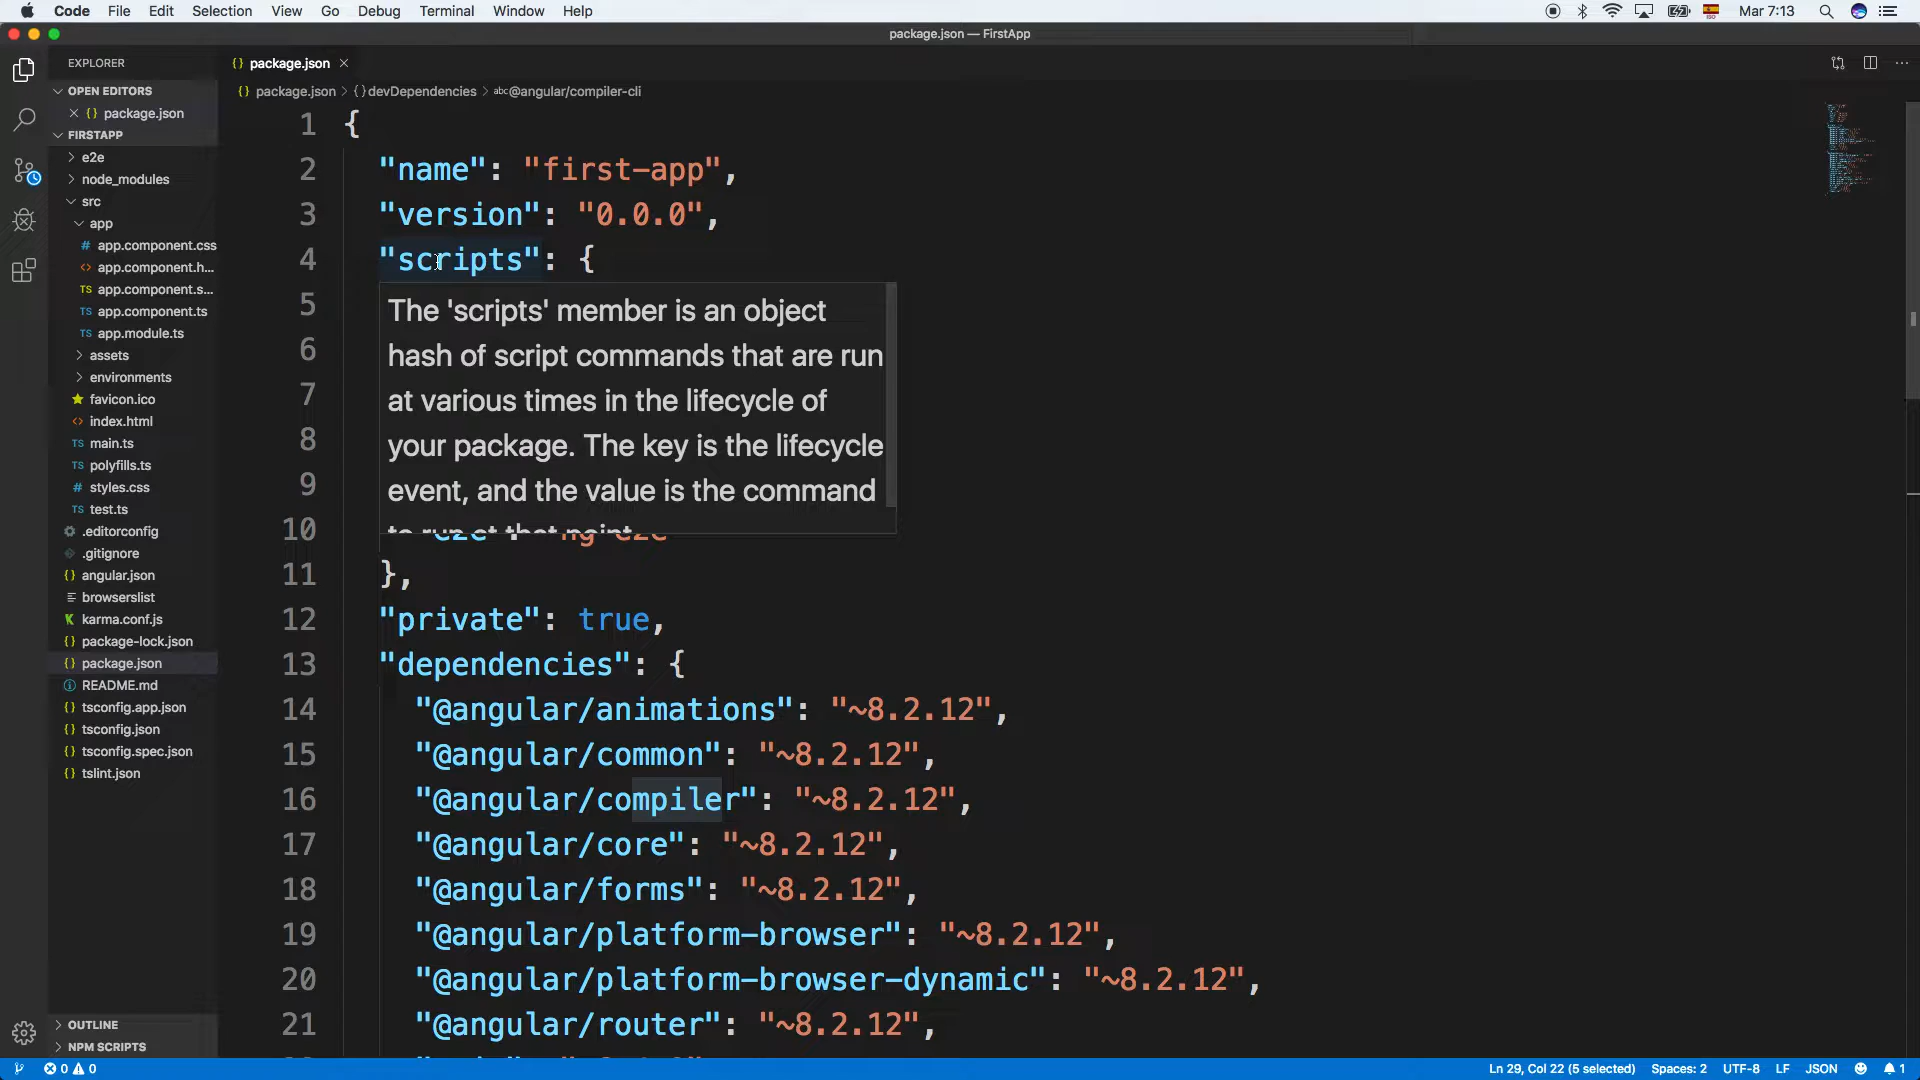 Code File Edit Selection View Go Debug Terminal Window Help
Mar 7:13
package.json — FirstApp
EXPLORER
OPEN EDITORS
package.json
FIRSTAPP
e2e
node_modules
src
app
app.component.css
app.component.h...
app.component.s...
app.component.ts
app.module.ts
assets
environments
favicon.ico
index.html
main.ts
polyfills.ts
styles.css
test.ts
.editorconfig
.gitignore
angular.json
browserslist
karma.conf.js
package-lock.json
package.json
README.md
tsconfig.app.json
tsconfig.json
tsconfig.spec.json
tslint.json
OUTLINE
NPM SCRIPTS
{} package.json
{} package.json > {} devDependencies > abc @angular/compiler-cli
1 {
2 "name": "first-app",
3 "version": "0.0.0",
4 "scripts": {
5 The 'scripts' member is an object
6 hash of script commands that are run
7 at various times in the lifecycle of
8 your package. The key is the lifecycle
9 event, and the value is the command
10
11 },
12 "private": true,
13 "dependencies": {
14 "@angular/animations": "~8.2.12",
15 "@angular/common": "~8.2.12",
16 "@angular/compiler": "~8.2.12",
17 "@angular/core": "~8.2.12",
18 "@angular/forms": "~8.2.12",
19 "@angular/platform-browser": "~8.2.12",
20 "@angular/platform-browser-dynamic": "~8.2.12",
21 "@angular/router": "~8.2.12",
0 0
Ln 29, Col 22 (5 selected) Spaces: 2 UTF-8 LF JSON 1